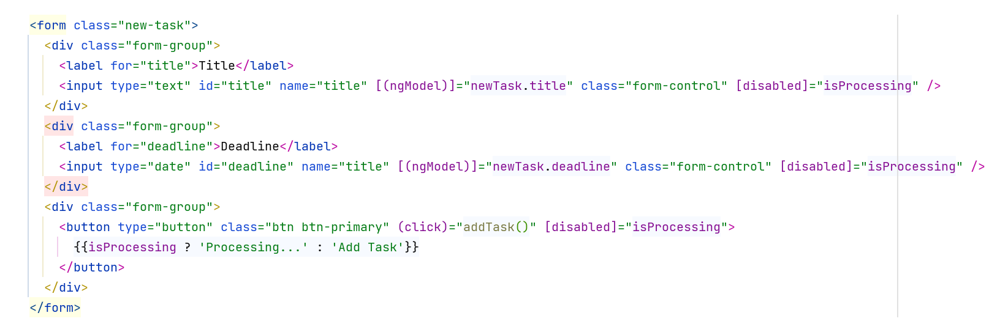 <form class="new-task">
<div class="form-group">
<label for="title">Title</label>
<input type="text" id="title" name="title" [(ngModel)]="newTask.title" class="form-control" [disabled]="isProcessing" />
</div>
<div class="form-group">
<label for="deadline">Deadline</label>
<input type="date" id="deadline" name="title" [(ngModel)]="newTask.deadline" class="form-control" [disabled]="isProcessing" />
</div>
<div class="form-group">
<button type="button" class="btn btn-primary" (click)="addTask()" [disabled]="isProcessing">
{{isProcessing ? 'Processing...' : 'Add Task'}}
</button>
</div>
</form>